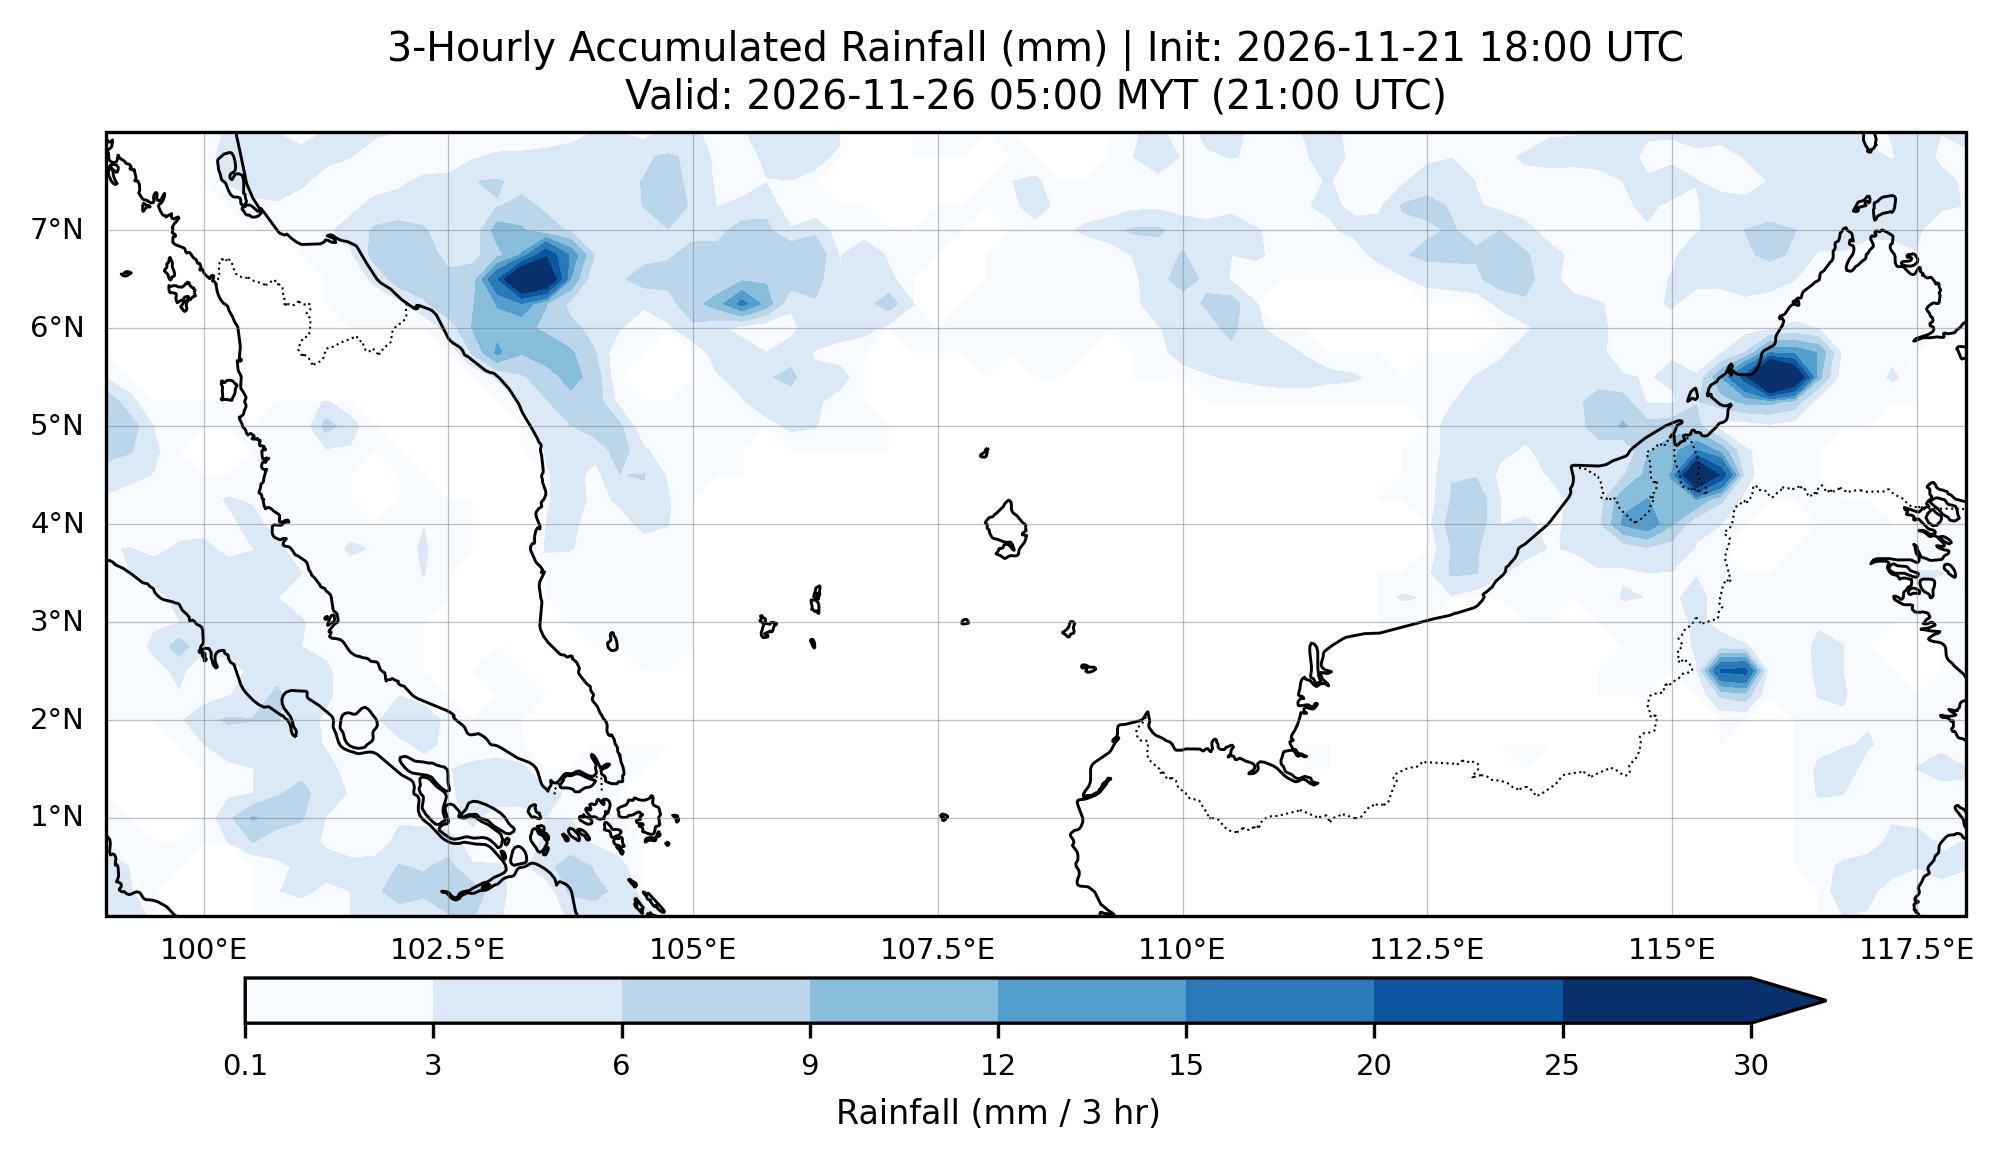 3-Hourly Accumulated Rainfall (mm) | Init: 2026-11-21 18:00 UTC
Valid: 2026-11-26 05:00 MYT (21:00 UTC)
7°N
6°N
5°N
4°N
3°N
2°N
1°N
100°E 102.5°E 105°E 107.5°E 110°E 112.5°E 115°E 117.5°E
0.1 3 6 9 12 15 20 25 30
Rainfall (mm / 3 hr)